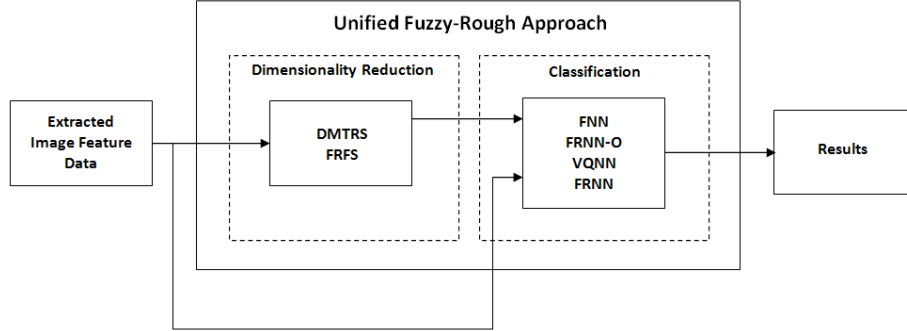 Unified Fuzzy-Rough Approach
Dimensionality Reduction
Classification
Extracted
Image Feature
Data
DMTRS
FRFS
FNN
FRNN-O
VQNN
FRNN
Results